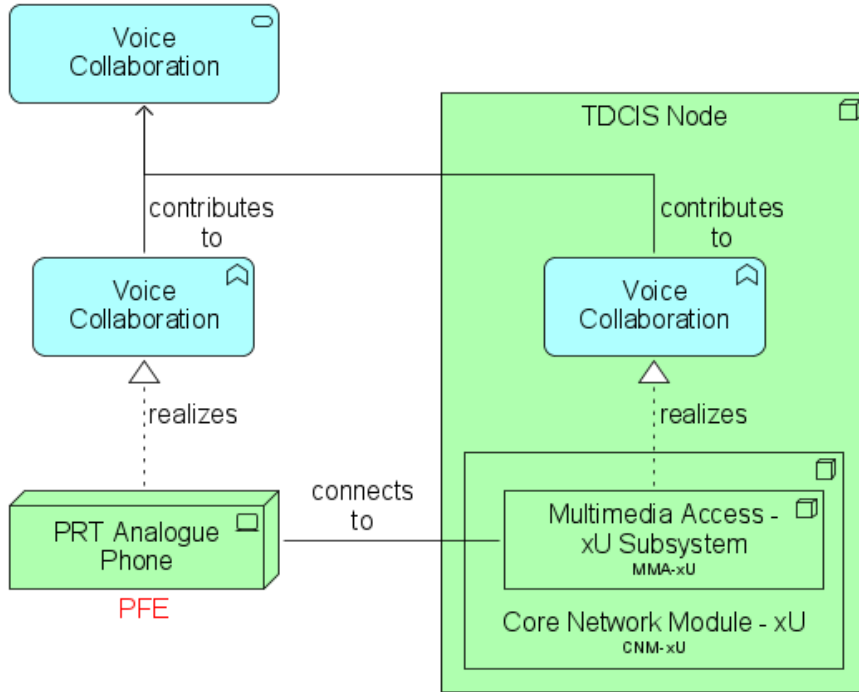 Voice
Collaboration
TDCIS Node
contributes
to
contributes
to
Voice
Collaboration
Voice
Collaboration
realizes
realizes
connects
to
PRT Analogue
Phone
PFE
Multimedia Access -
xU Subsystem
MMA-xU
Core Network Module - xU
CNM-xU